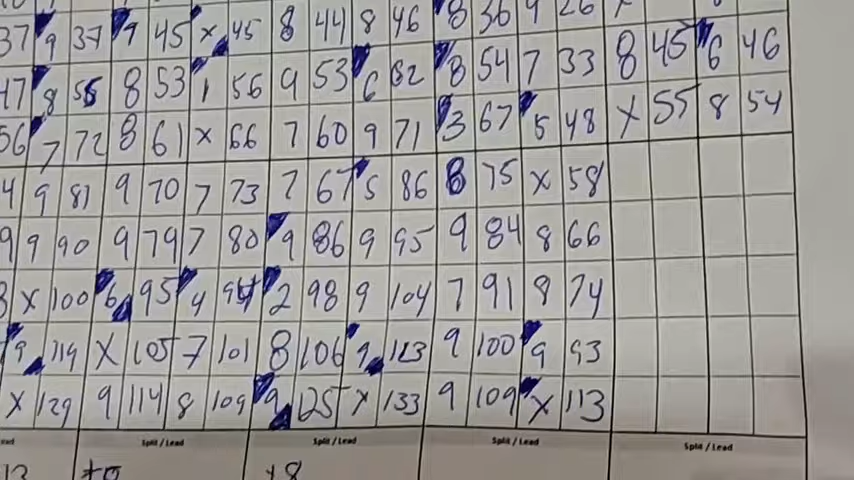 37 9 37 9 45 x 45 8 44 8 46 8 36 9 26
47 8 55 8 53 1 56 9 53 6 62 8 54 7 33 8 45 6 46
56 7 72 8 61 x 66 7 60 9 71 3 67 5 48 x 55 8 54
4 9 81 9 70 7 73 7 67 5 86 8 75 x 58
9 9 90 9 79 7 80 9 86 9 95 9 84 8 66
x 100 6 95 4 94 2 98 9 104 7 91 8 74
9 119 x 105 7 101 8 106 9 123 9 100 9 93
x 129 9 114 8 109 9 125 x 133 9 109 x 113
Split / Lead Split / Lead Split / Lead Split / Lead
+8